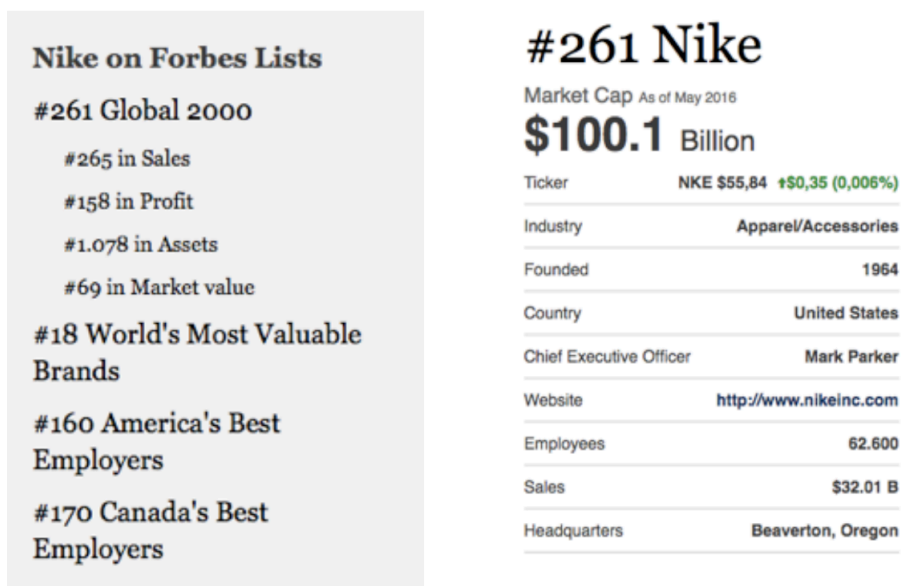 Nike on Forbes Lists
#261 Global 2000
#265 in Sales
#158 in Profit
#1.078 in Assets
#69 in Market value
#18 World's Most Valuable
Brands
#160 America's Best
Employers
#170 Canada's Best
Employers
#261 Nike
Market Cap As of May 2016
$100.1 Billion
Ticker NKE $55,84 ↑$0,35 (0,006%)
Industry Apparel/Accessories
Founded 1964
Country United States
Chief Executive Officer Mark Parker
Website http://www.nikeinc.com
Employees 62.600
Sales $32.01 B
Headquarters Beaverton, Oregon